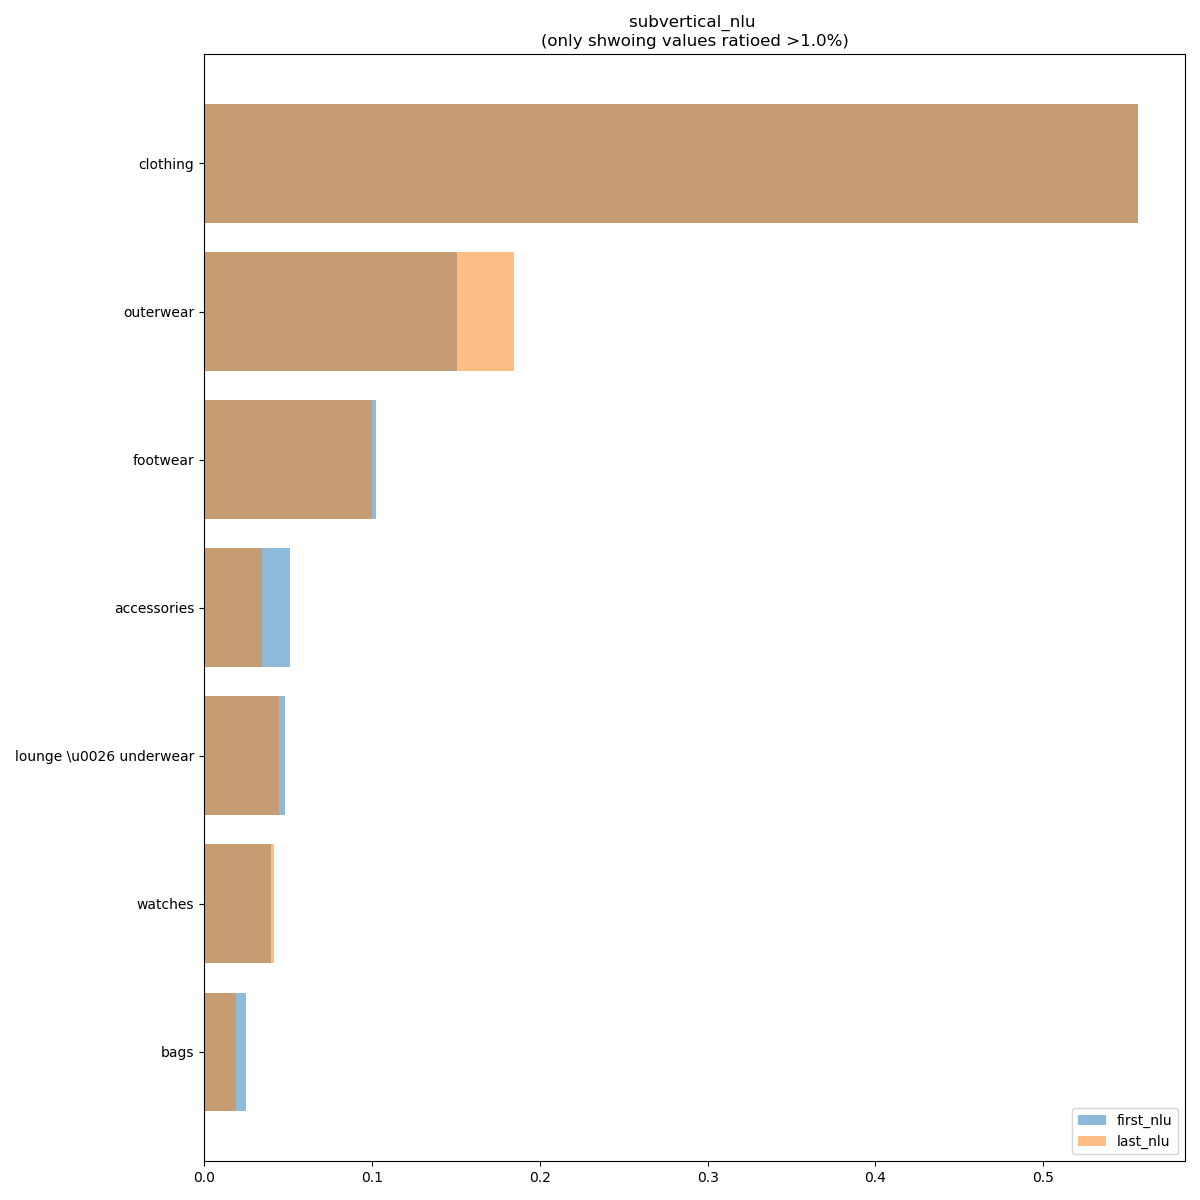 subvertical_nlu
(only shwoing values ratioed >1.0%)
clothing
outerwear
footwear
accessories
lounge \u0026 underwear
watches
bags
first_nlu
last_nlu
0.0 0.1 0.2 0.3 0.4 0.5